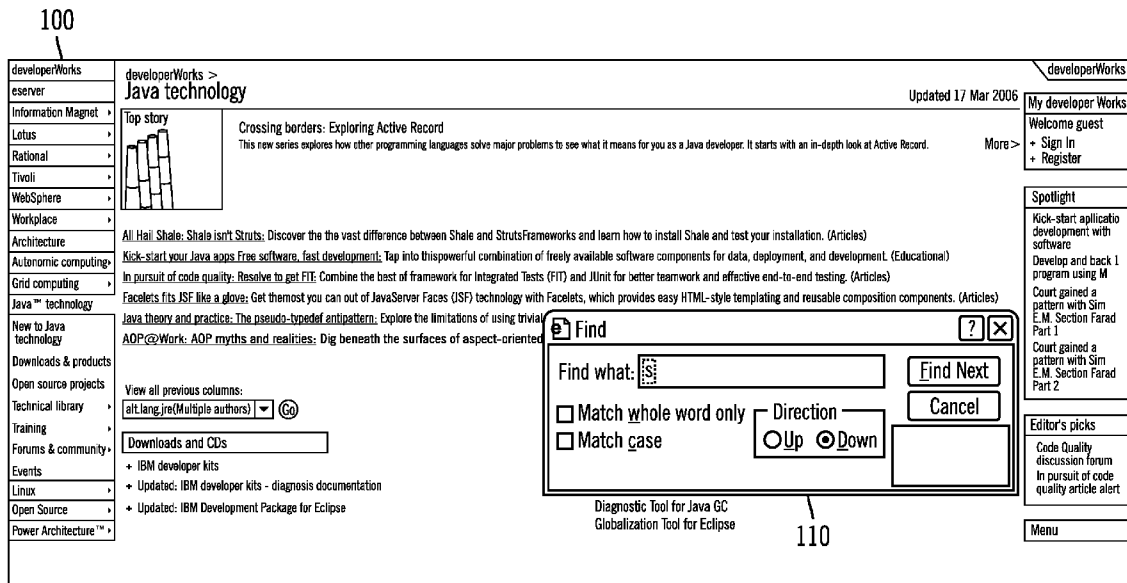 100
developerWorks
eserver
Information Magnet
Lotus
Rational
Tivoli
WebSphere
Workplace
Architecture
Autonomic computing
Grid computing
Java™ technology
New to Java
technology
Downloads & products
Open source projects
Technical library
Training
Forums & community
Events
Linux
Open Source
Power Architecture™
developerWorks >
Java technology
Updated 17 Mar 2006
Top story
Crossing borders: Exploring Active Record
This new series explores how other programming languages solve major problems to see what it means for you as a Java developer. It starts with an in-depth look at Active Record.
More>
All Hail Shale: Shale isn't Struts: Discover the the vast difference between Shale and StrutsFrameworks and learn how to install Shale and test your installation. (Articles)
Kick-start your Java apps Free software, fast development: Tap into thispowerful combination of freely available software components for data, deployment, and development. (Educational)
In pursuit of code quality: Resolve to get FIT: Combine the best of framework for Integrated Tests (FIT) and JUnit for better teamwork and effective end-to-end testing. (Articles)
Facelets fits JSF like a glove: Get themost you can out of JavaServer Faces (JSF) technology with Facelets, which provides easy HTML-style templating and reusable composition components. (Articles)
Java theory and practice: The pseudo-typedef antipattern: Explore the limitations of using trivial
AOP@Work: AOP myths and realities: Dig beneath the surfaces of aspect-oriented
View all previous columns:
alt.lang.jre(Multiple authors)
Go
Downloads and CDs
+ IBM developer kits
+ Updated: IBM developer kits - diagnosis documentation
+ Updated: IBM Development Package for Eclipse
Diagnostic Tool for Java GC
Globalization Tool for Eclipse
e Find
? X
Find what: s
Find Next
Cancel
Match whole word only
Match case
Direction
Up Down
110
developerWorks
My developer Works
Welcome guest
+ Sign In
+ Register
Spotlight
Kick-start apllicatio
development with
software
Develop and back 1
program using M
Court gained a
pattern with Sim
E.M. Section Farad
Part 1
Court gained a
pattern with Sim
E.M. Section Farad
Part 2
Editor's picks
Code Quality
discussion forum
In pursuit of code
quality article alert
Menu